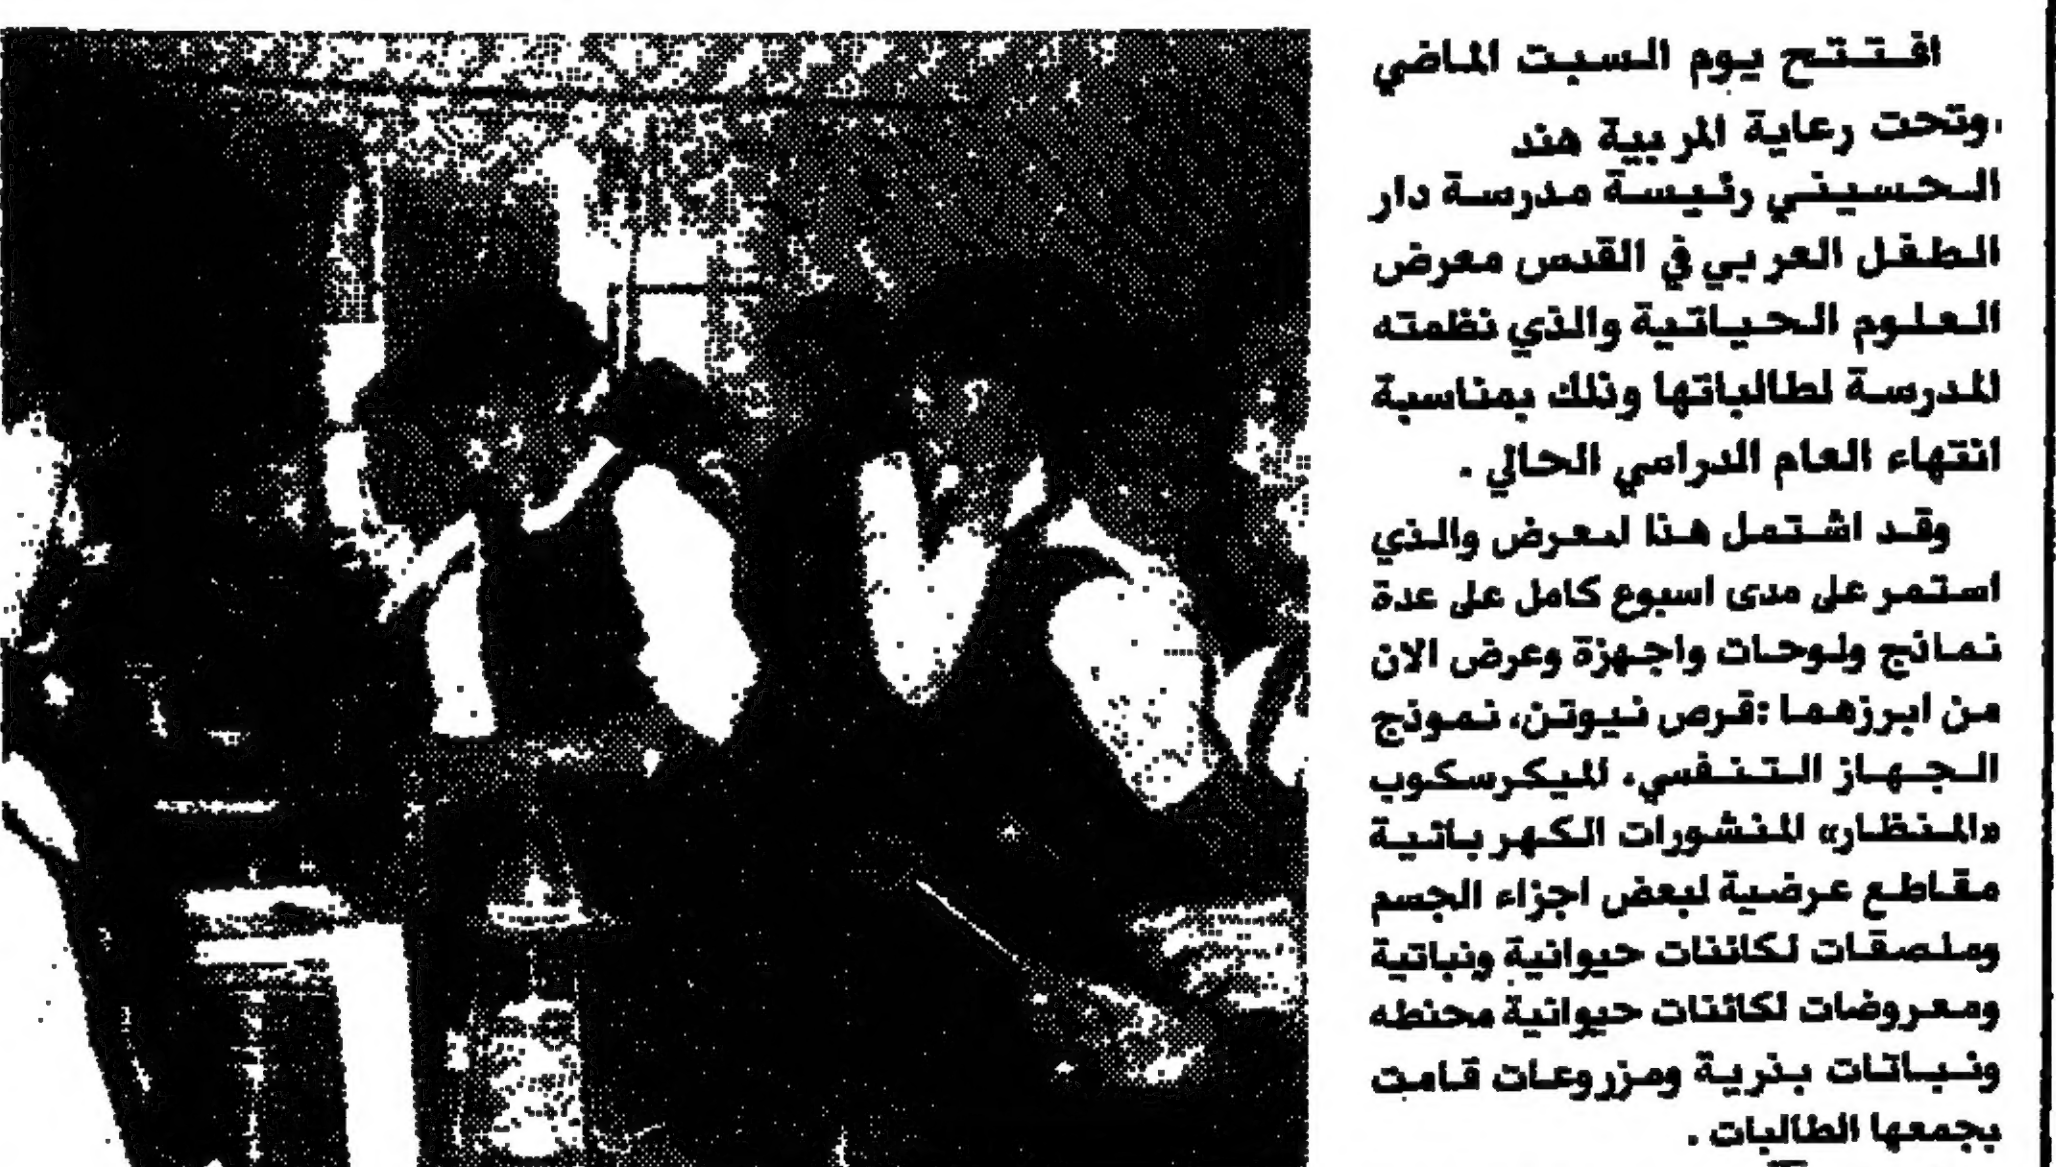 افتتح يوم السبت الماضي
وتحت رعاية المربية هند
الحسيني رئيسة مدرسة دار
الطفل العربي في القدس معرض
العلوم الحياتية والذي نظمته
المدرسة لطالباتها وذلك بمناسبة
انتهاء العام الدراسي الحالي .
وقد اشتمل هذا لمعرض والذي
استمر على مدى اسبوع كامل على عدة
نماذج ولوحات واجهزة وعرض الان
من ابرزهما : قرص نيوتن، نموذج
الجهاز التنفسي، الميكرسكوب
«المنظار» المنشورات الكهربائية
مقاطع عرضية لبعض اجزاء الجسم
وملصقات لكائنات حيوانية ونباتية
ومعروضات لكائنات حيوانية محنطه
ونباتات بذرية ومزروعات قامت
بجمعها الطالبات .